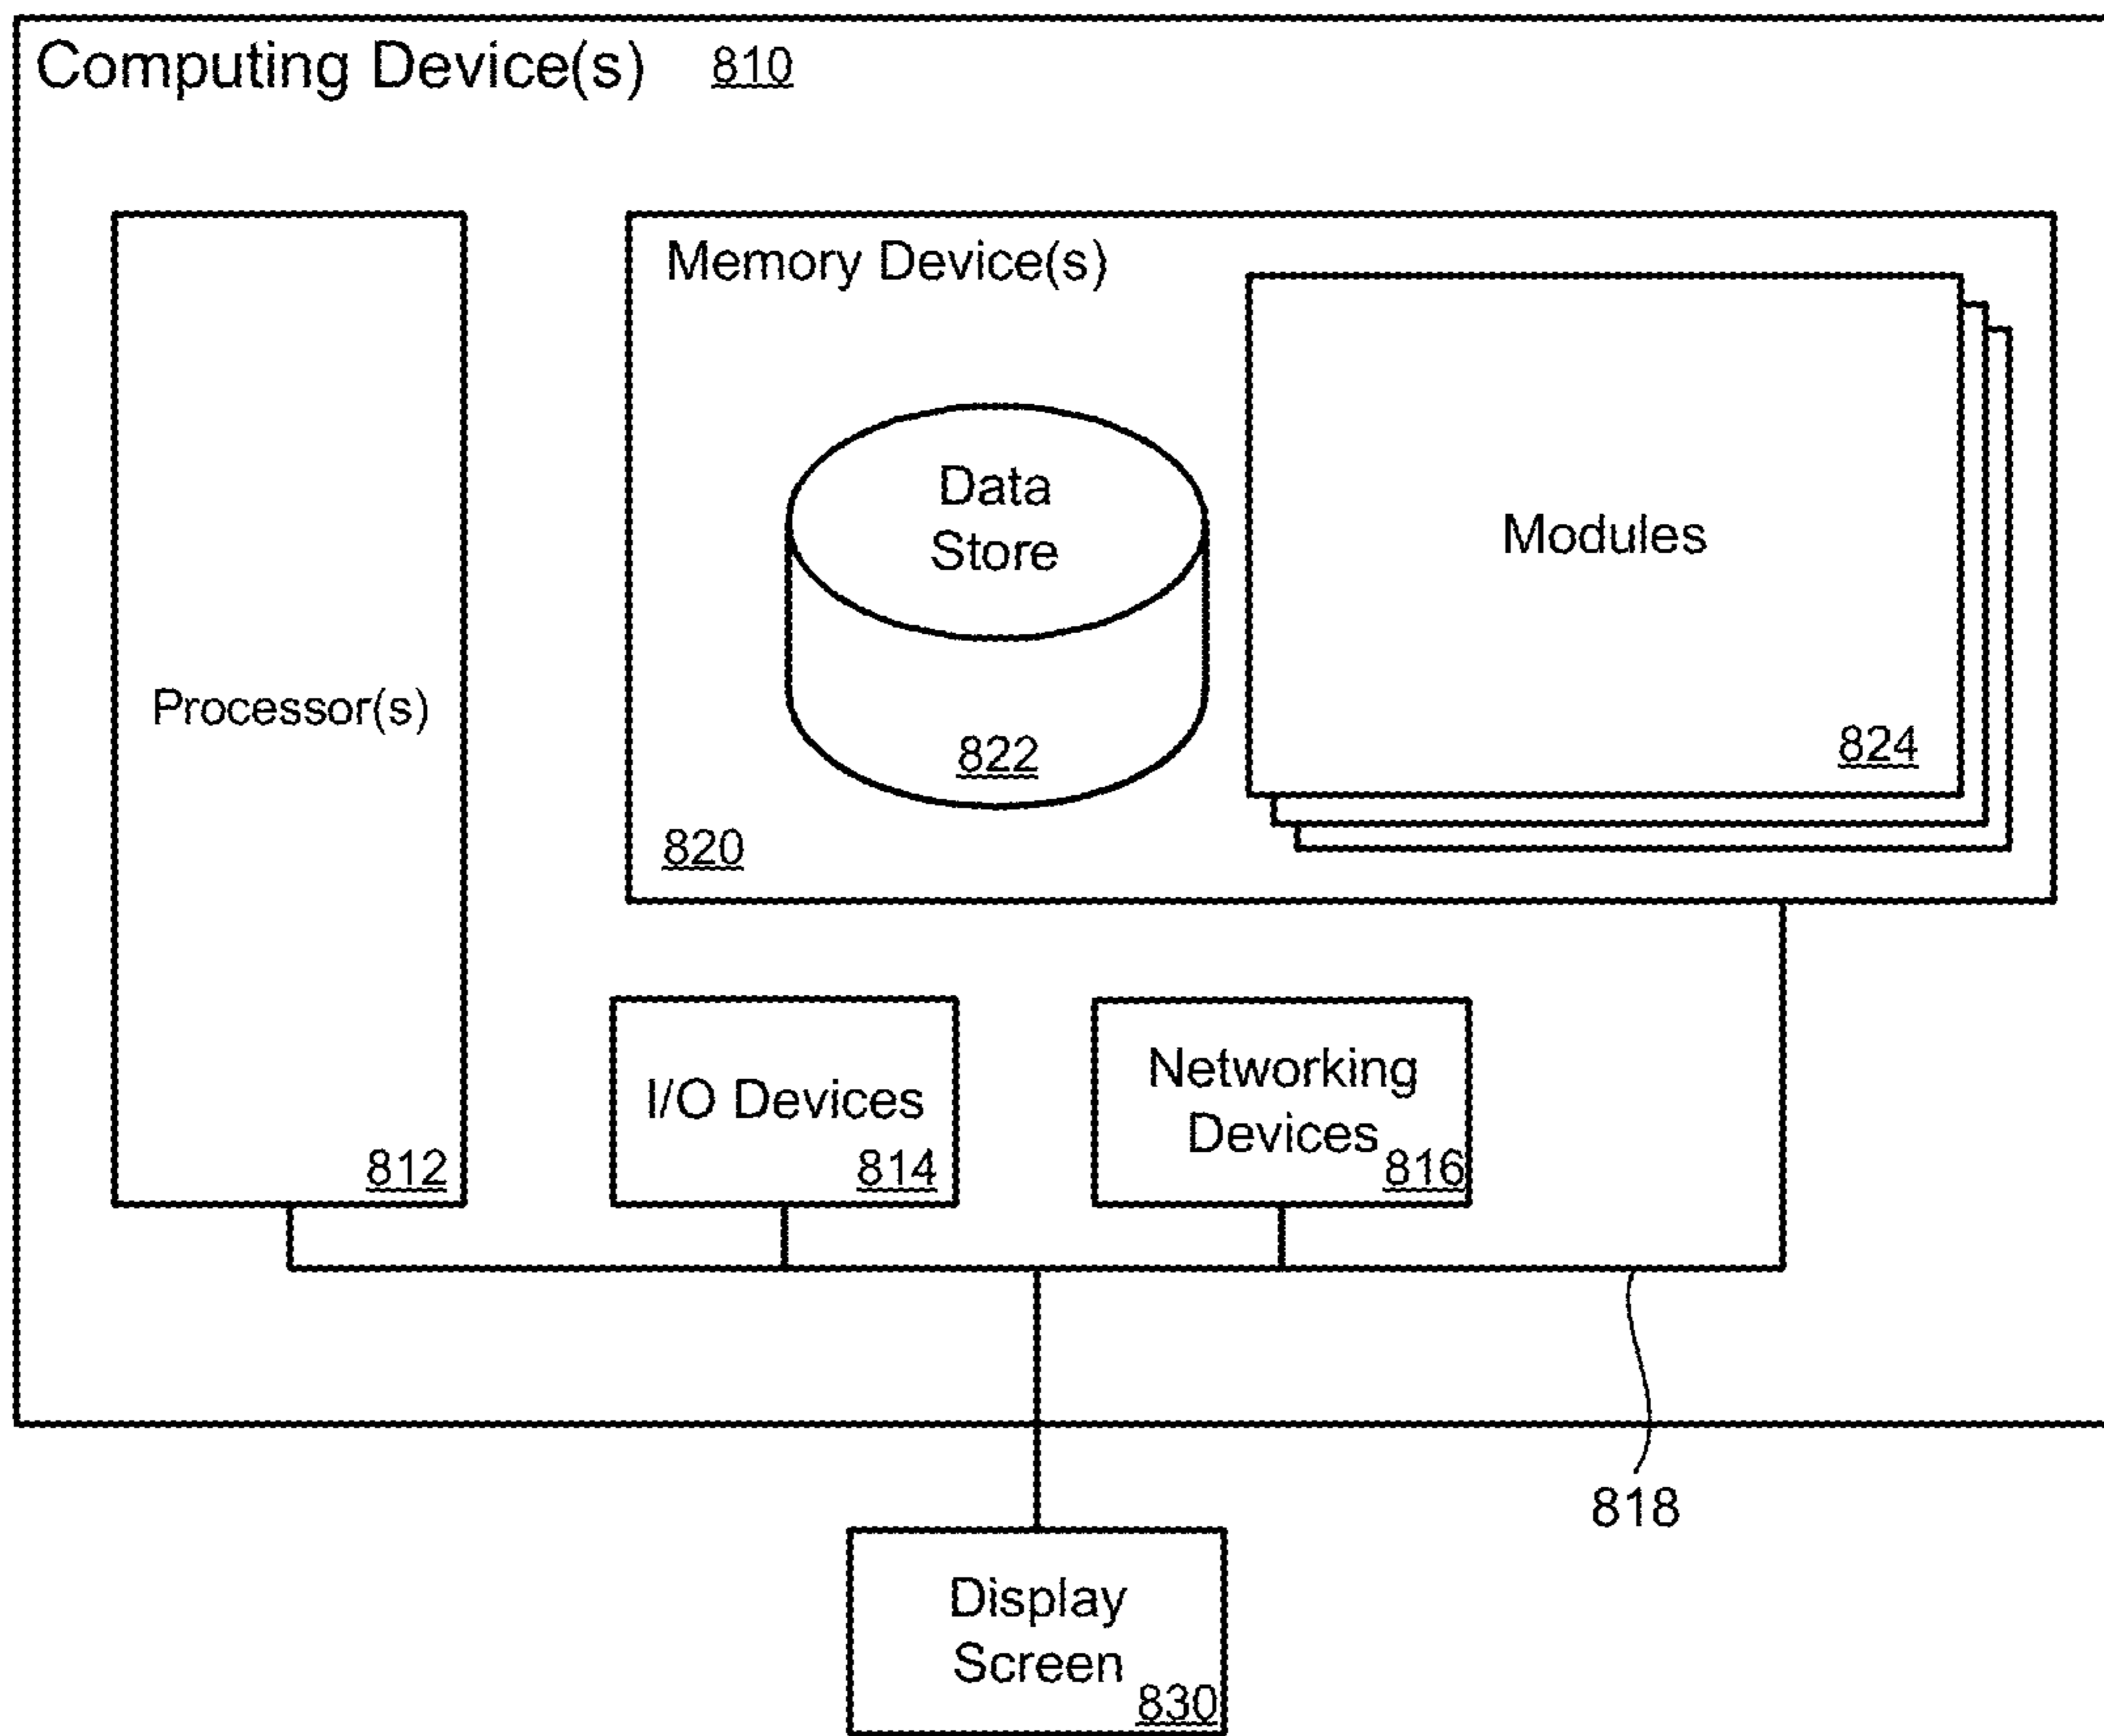 Computing Device(s) 810
Memory Device(s)
Data
Store
822
Modules
824
820
Processor(s)
812
I/O Devices
814
Networking
Devices
816
818
Display
Screen
830